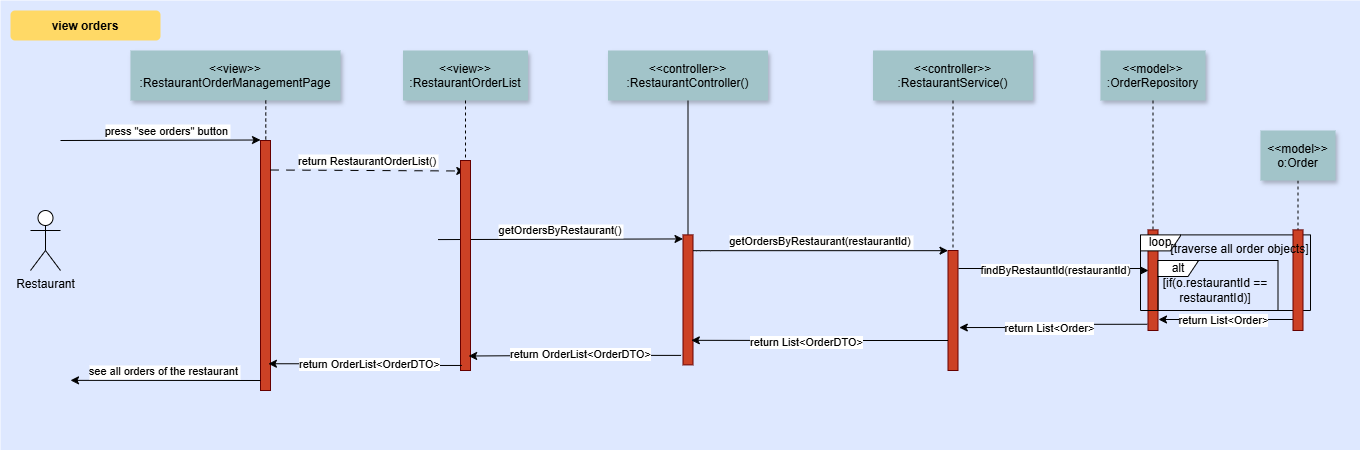 view orders
<<view>>
:RestaurantOrderManagementPage
<<view>>
:RestaurantOrderList
<<controller>>
:RestaurantController()
<<controller>>
:RestaurantService()
<<model>>
:OrderRepository
<<model>>
o:Order
press "see orders" button
return RestaurantOrderList()
getOrdersByRestaurant()
getOrdersByRestaurant(restaurantId)
loop
[traverse all order objects]
findByRestauntId(restaurantId)
alt
[if(o.restaurantId ==
restaurantId)]
Restaurant
return List<Order>
return List<Order>
return List<OrderDTO>
return OrderList<OrderDTO>
return OrderList<OrderDTO>
see all orders of the restaurant